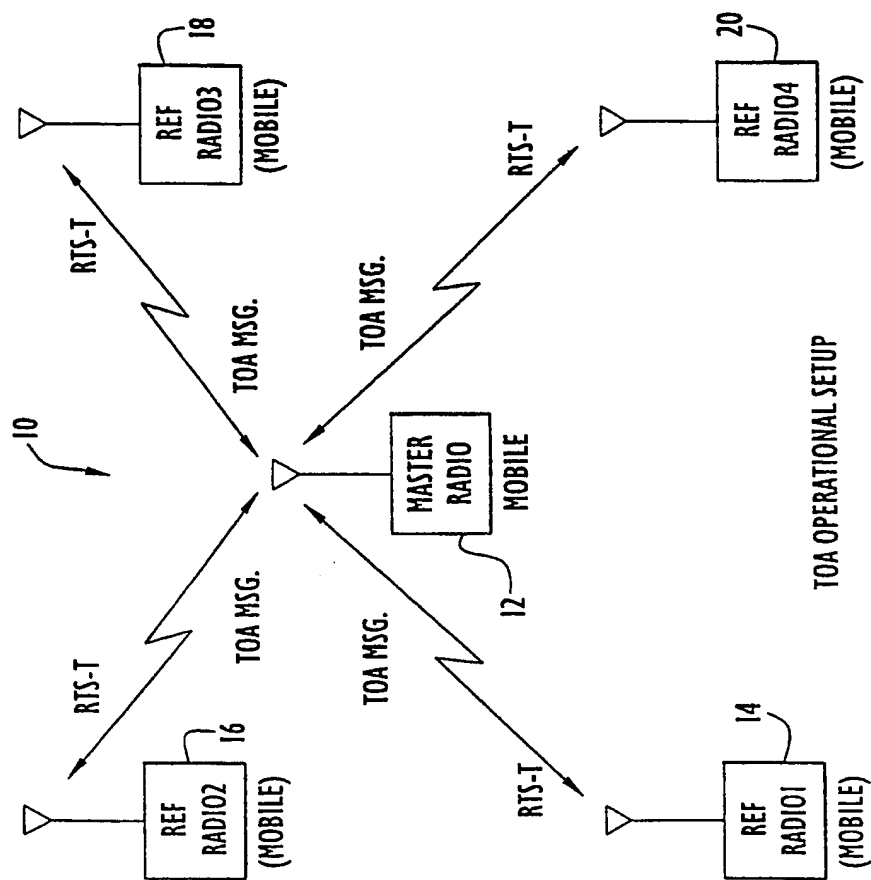 10
RTS-T
RTS-T
16
REF
RADIO2
(MOBILE)
18
REF
RADIO3
(MOBILE)
TOA MSG.
TOA MSG.
MASTER
RADIO
MOBILE
12
TOA MSG.
TOA MSG.
RTS-T
RTS-T
14
REF
RADIO1
(MOBILE)
20
REF
RADIO4
(MOBILE)
TOA OPERATIONAL SETUP